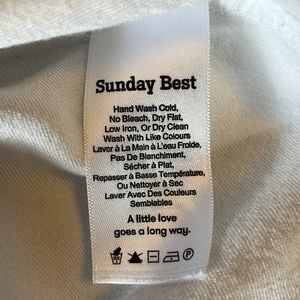 Sunday Best
Hand Wash Cold,
No Bleach, Dry Flat,
Low Iron, Or Dry Clean
Wash With Like Colours
Laver à La Main à L'eau Froide,
Pas De Blanchiment,
Sécher à Plat,
Repasser à Basse Température,
Ou Nettoyer à Sec
Laver Avec Des Couleurs
Semblables
A little love
goes a long way.
P